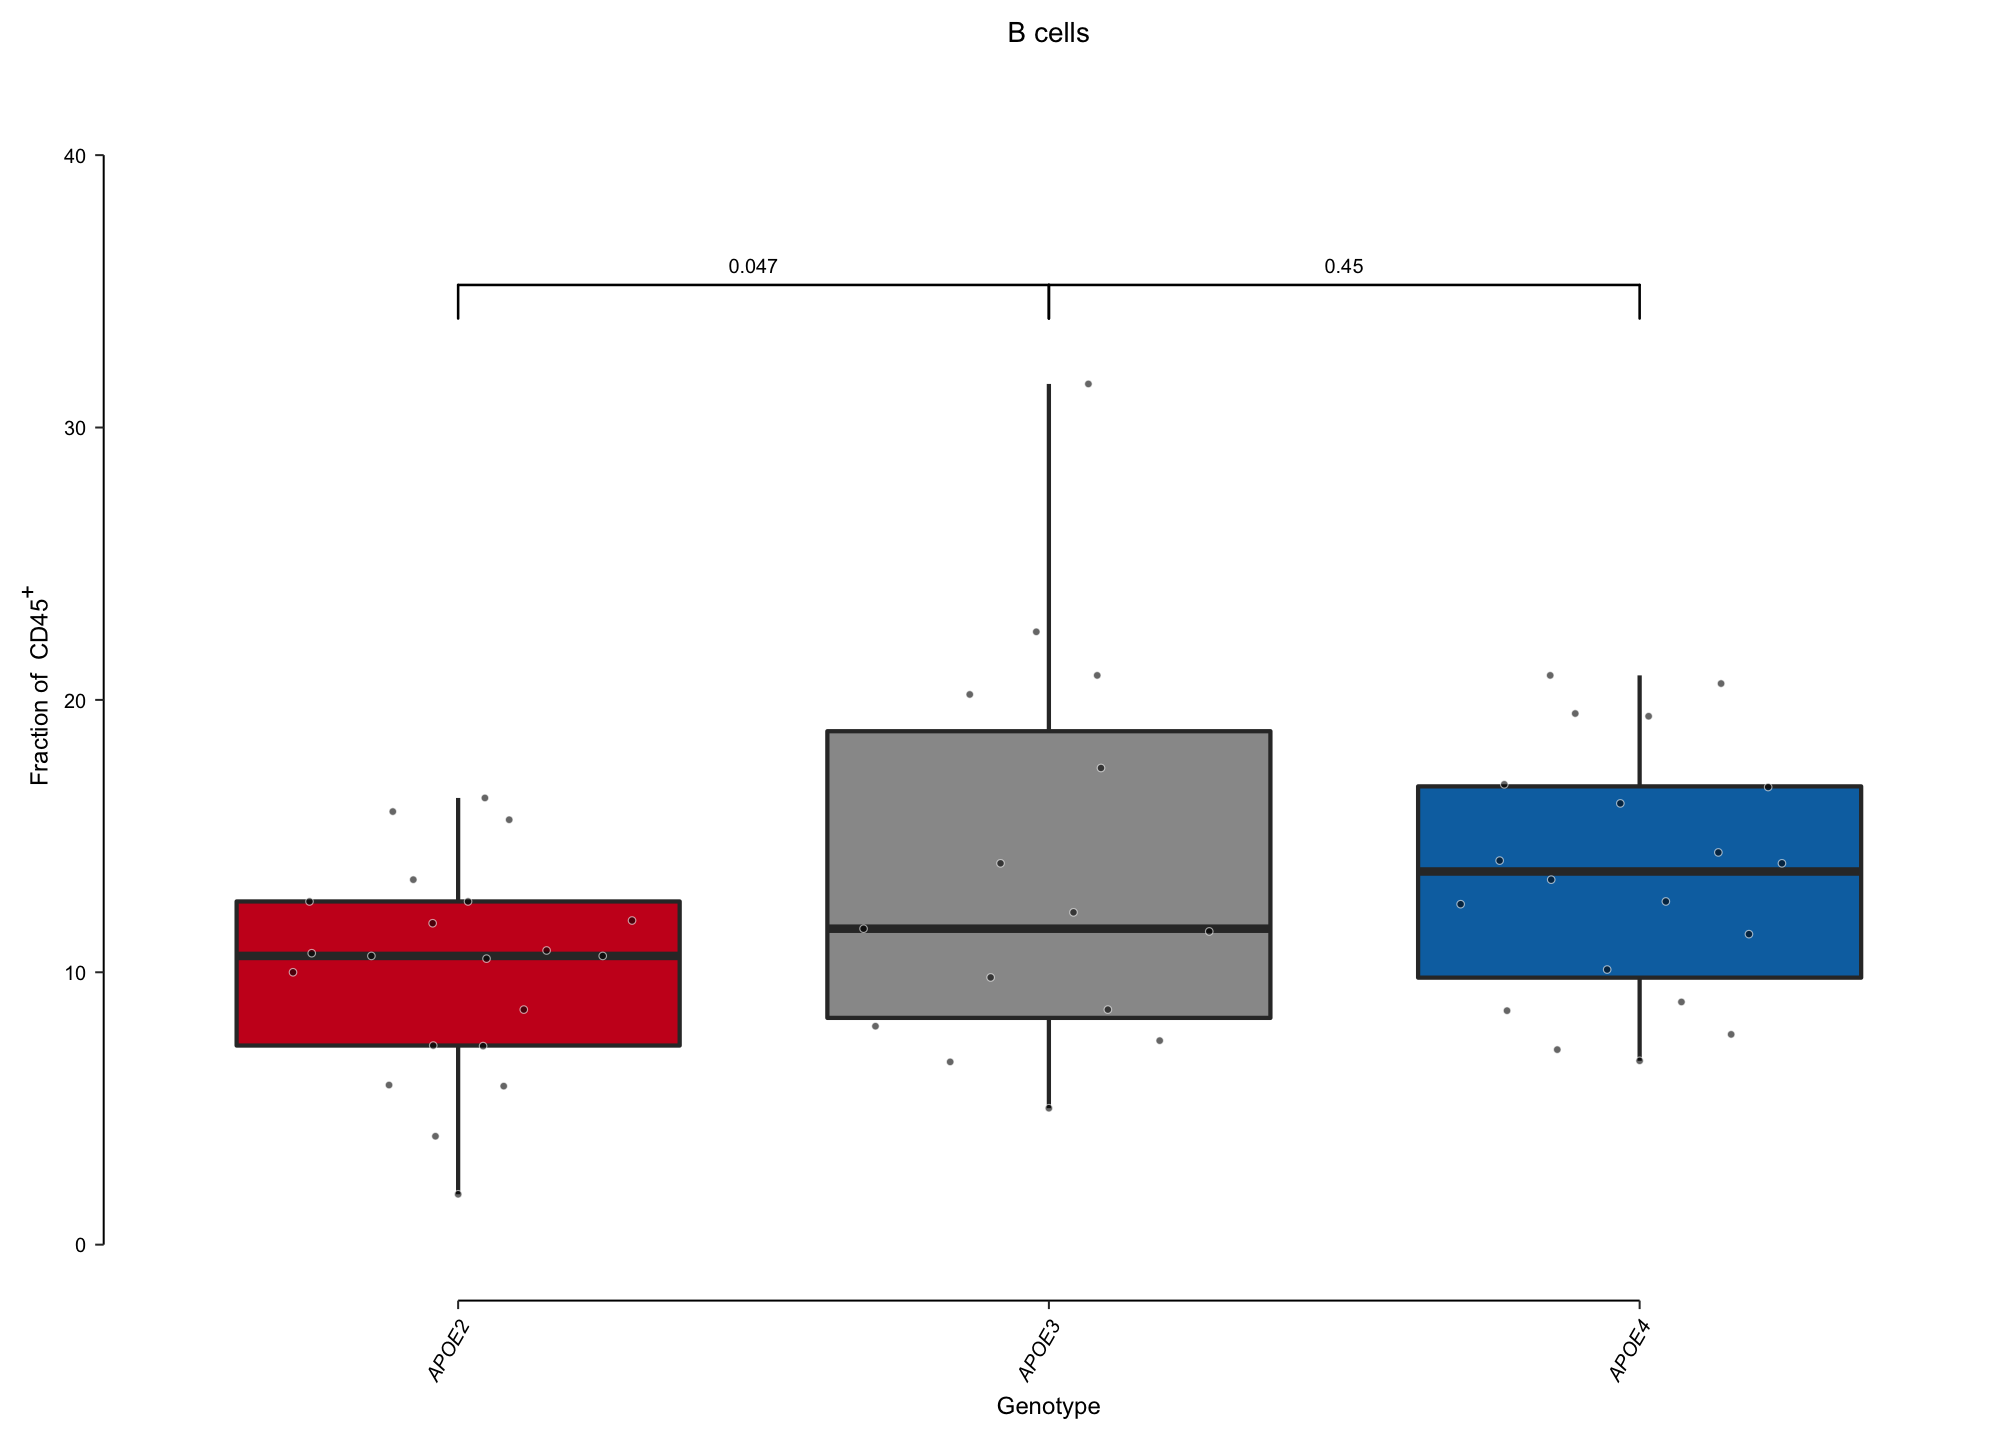 B cells
40
30
20
10
0
0.047
0.45
Fraction of CD45+
APOE2
APOE3
APOE4
Genotype